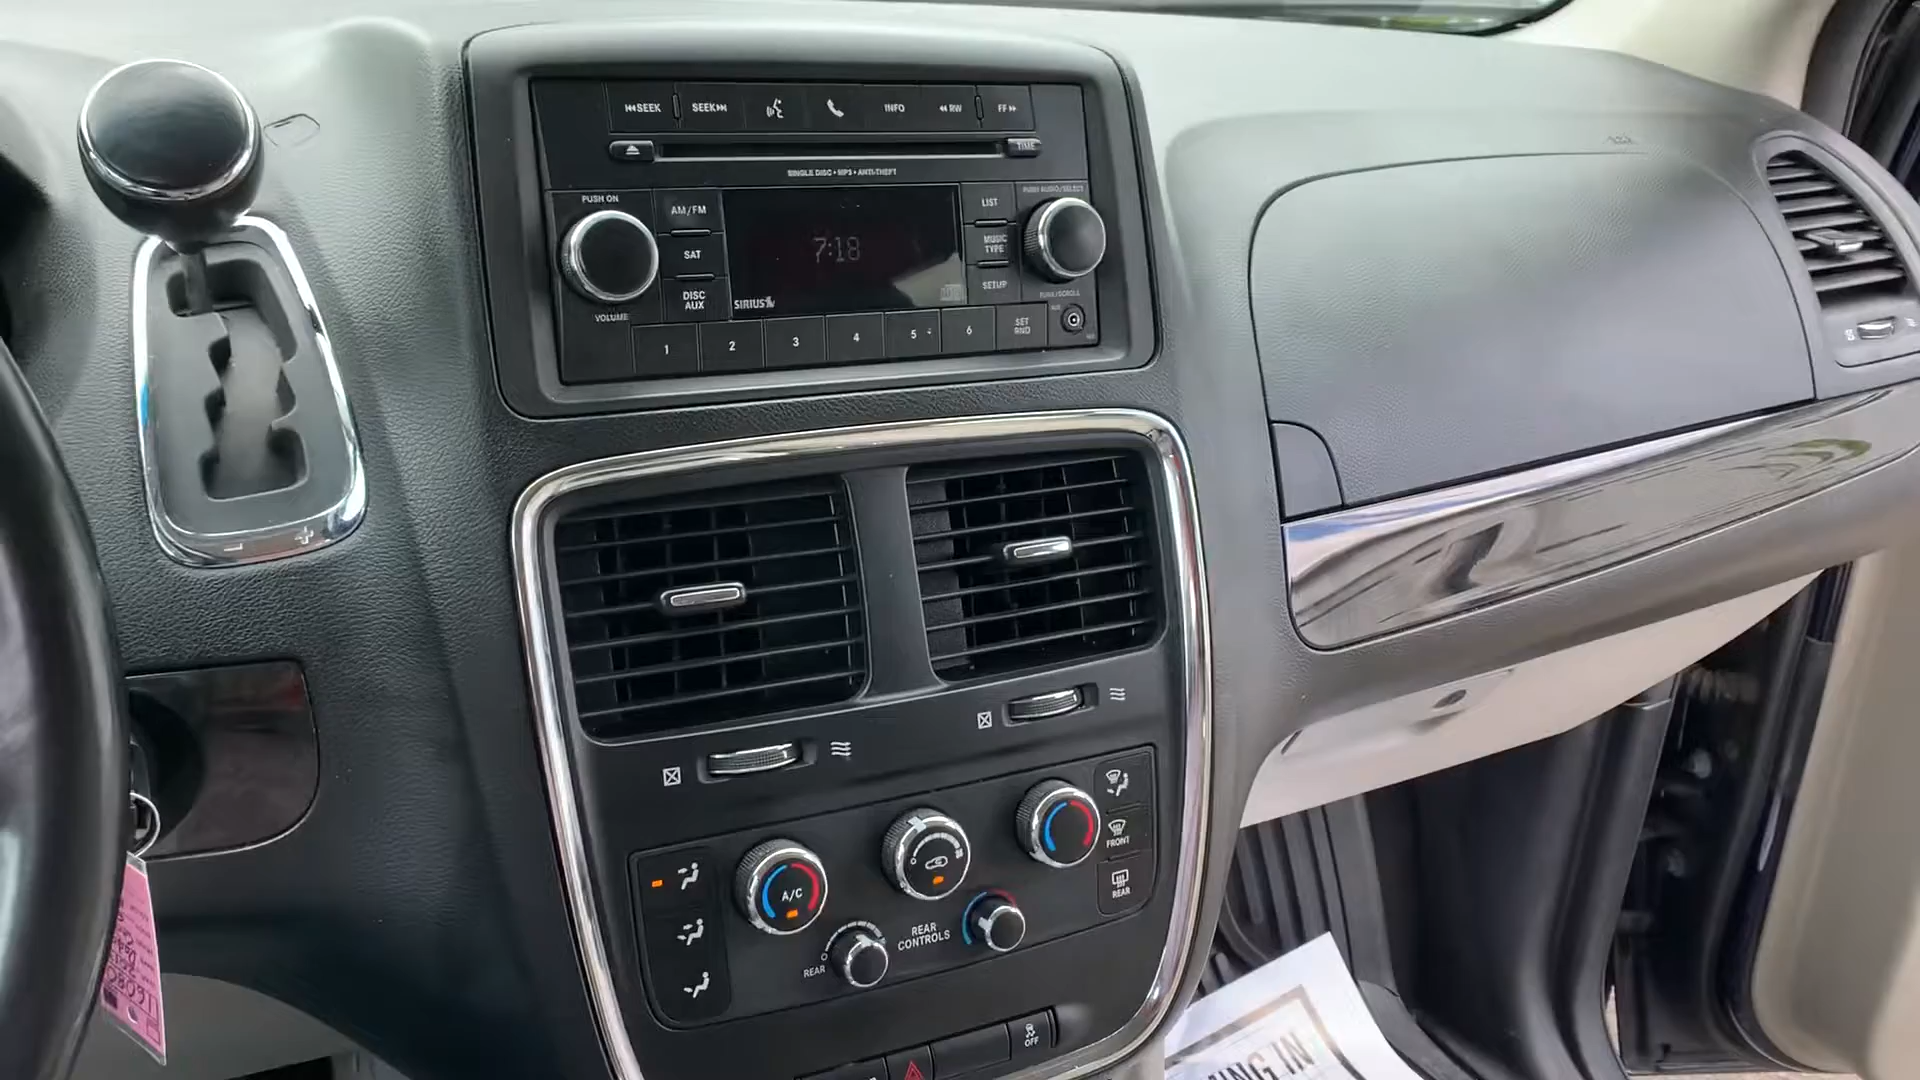 SEEK
SEEK
INFO
RW
FF
TIME
SINGLE DISC • MP3 • ANTI-THEFT
PUSH ON
AM/FM
LIST
PUSH AUDIO/SELECT
7:18
MUSIC
TYPE
SAT
SETUP
DISC
AUX
SIRIUS
VOLUME
TUNE/SCROLL
1
2
3
4
5
6
SET
RND
FRONT
A/C
REAR
REAR
CONTROLS
REAR
OFF
ING IN